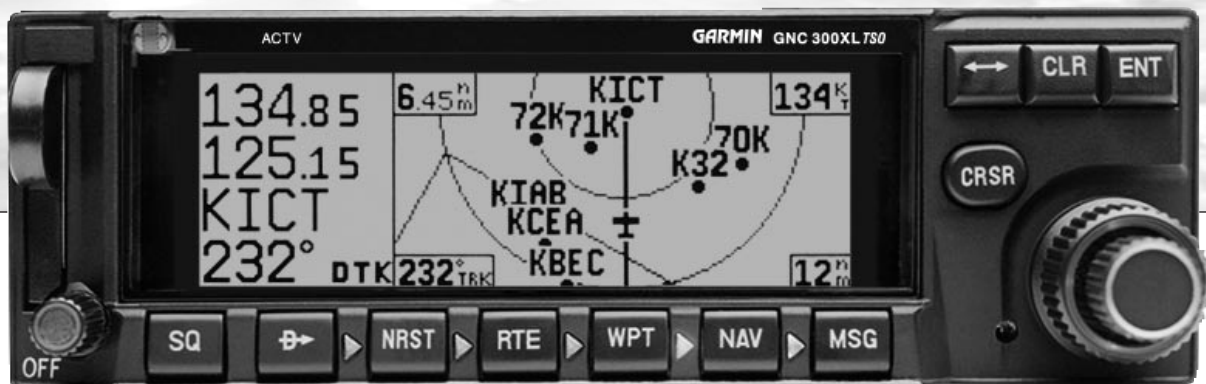 ACTV
GARMIN GNC 300XL TSO
134.85
125.15
KICT
232° DTK
6.45 nm
KICT
134 KT
72K 71K
70K
K32
KIAB
KCEA
KBEC
232° TRK
12 nm
↔ CLR ENT
CRSR
OFF
SQ D→ NRST RTE WPT NAV MSG